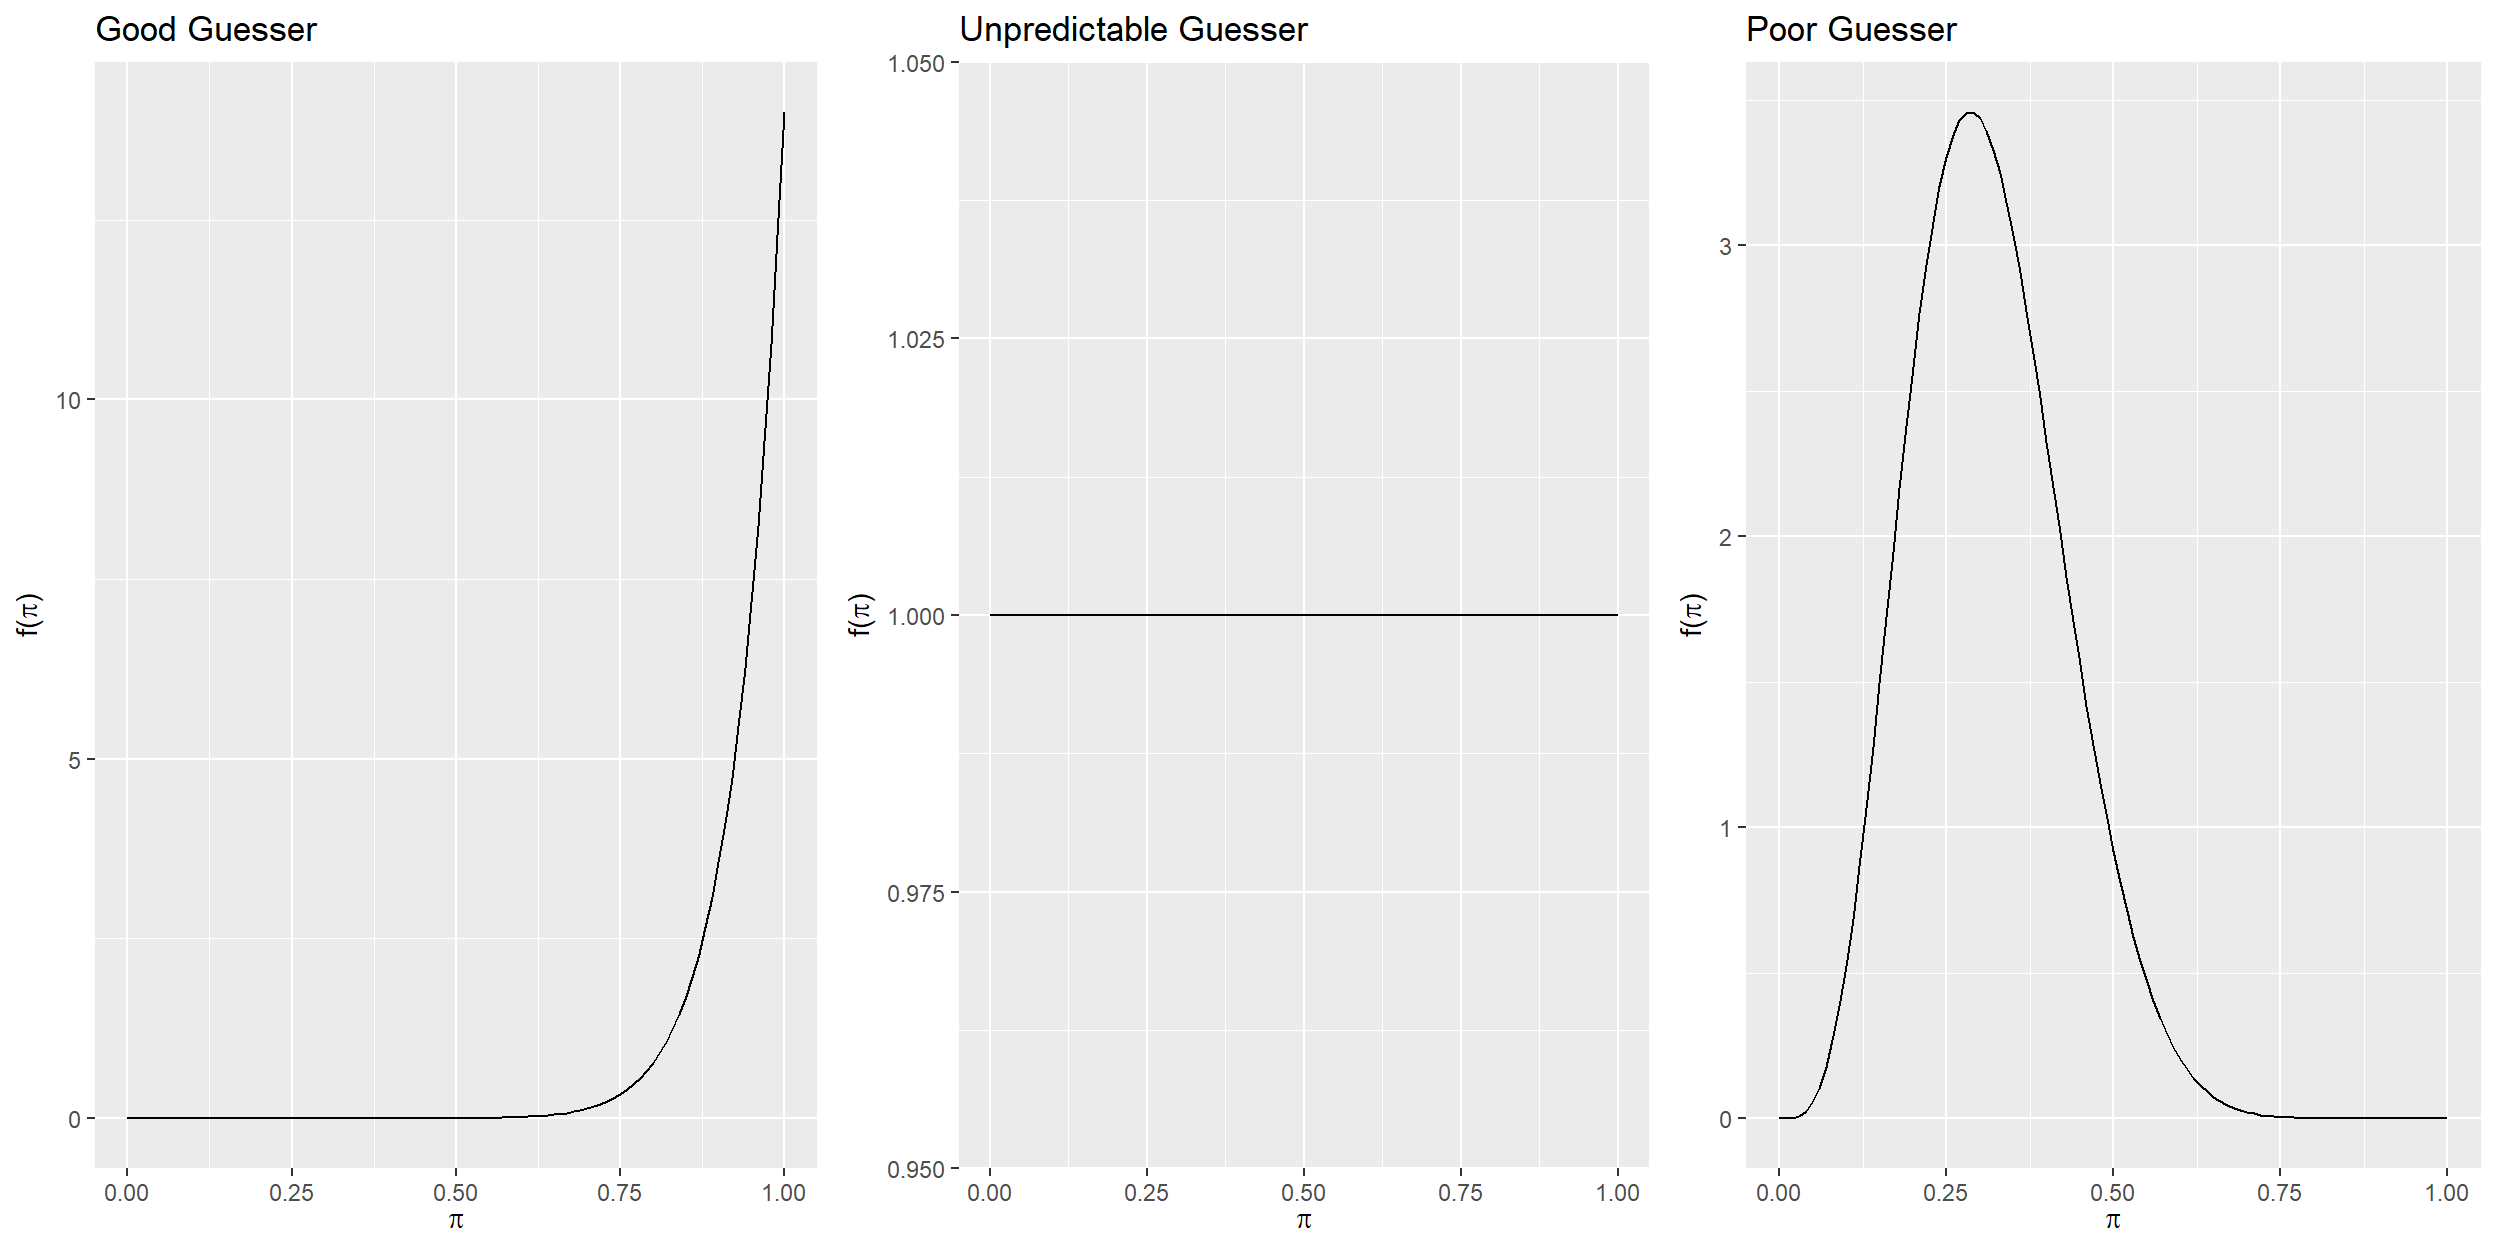 Good Guesser
10
5
0
f(π)
0.00 0.25 0.50 0.75 1.00
π
Unpredictable Guesser
1.050
1.025
1.000
0.975
0.950
f(π)
0.00 0.25 0.50 0.75 1.00
π
Poor Guesser
3
2
1
0
f(π)
0.00 0.25 0.50 0.75 1.00
π